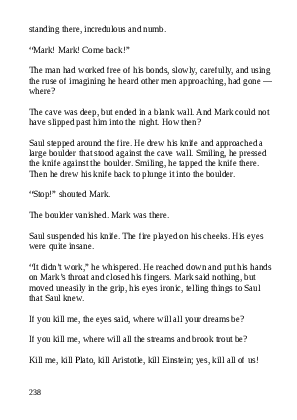 standing there, incredulous and numb.
“Mark! Mark! Come back!”
The man had worked free of his bonds, slowly, carefully, and using
the ruse of imagining he heard other men approaching, had gone —
where?
The cave was deep, but ended in a blank wall. And Mark could not
have slipped past him into the night. How then?
Saul stepped around the fire. He drew his knife and approached a
large boulder that stood against the cave wall. Smiling, he pressed
the knife against the boulder. Smiling, he tapped the knife there.
Then he drew his knife back to plunge it into the boulder.
“Stop!” shouted Mark.
The boulder vanished. Mark was there.
Saul suspended his knife. The fire played on his cheeks. His eyes
were quite insane.
“It didn’t work,” he whispered. He reached down and put his hands
on Mark’s throat and closed his fingers. Mark said nothing, but
moved uneasily in the grip, his eyes ironic, telling things to Saul
that Saul knew.
If you kill me, the eyes said, where will all your dreams be?
If you kill me, where will all the streams and brook trout be?
Kill me, kill Plato, kill Aristotle, kill Einstein; yes, kill all of us!
238